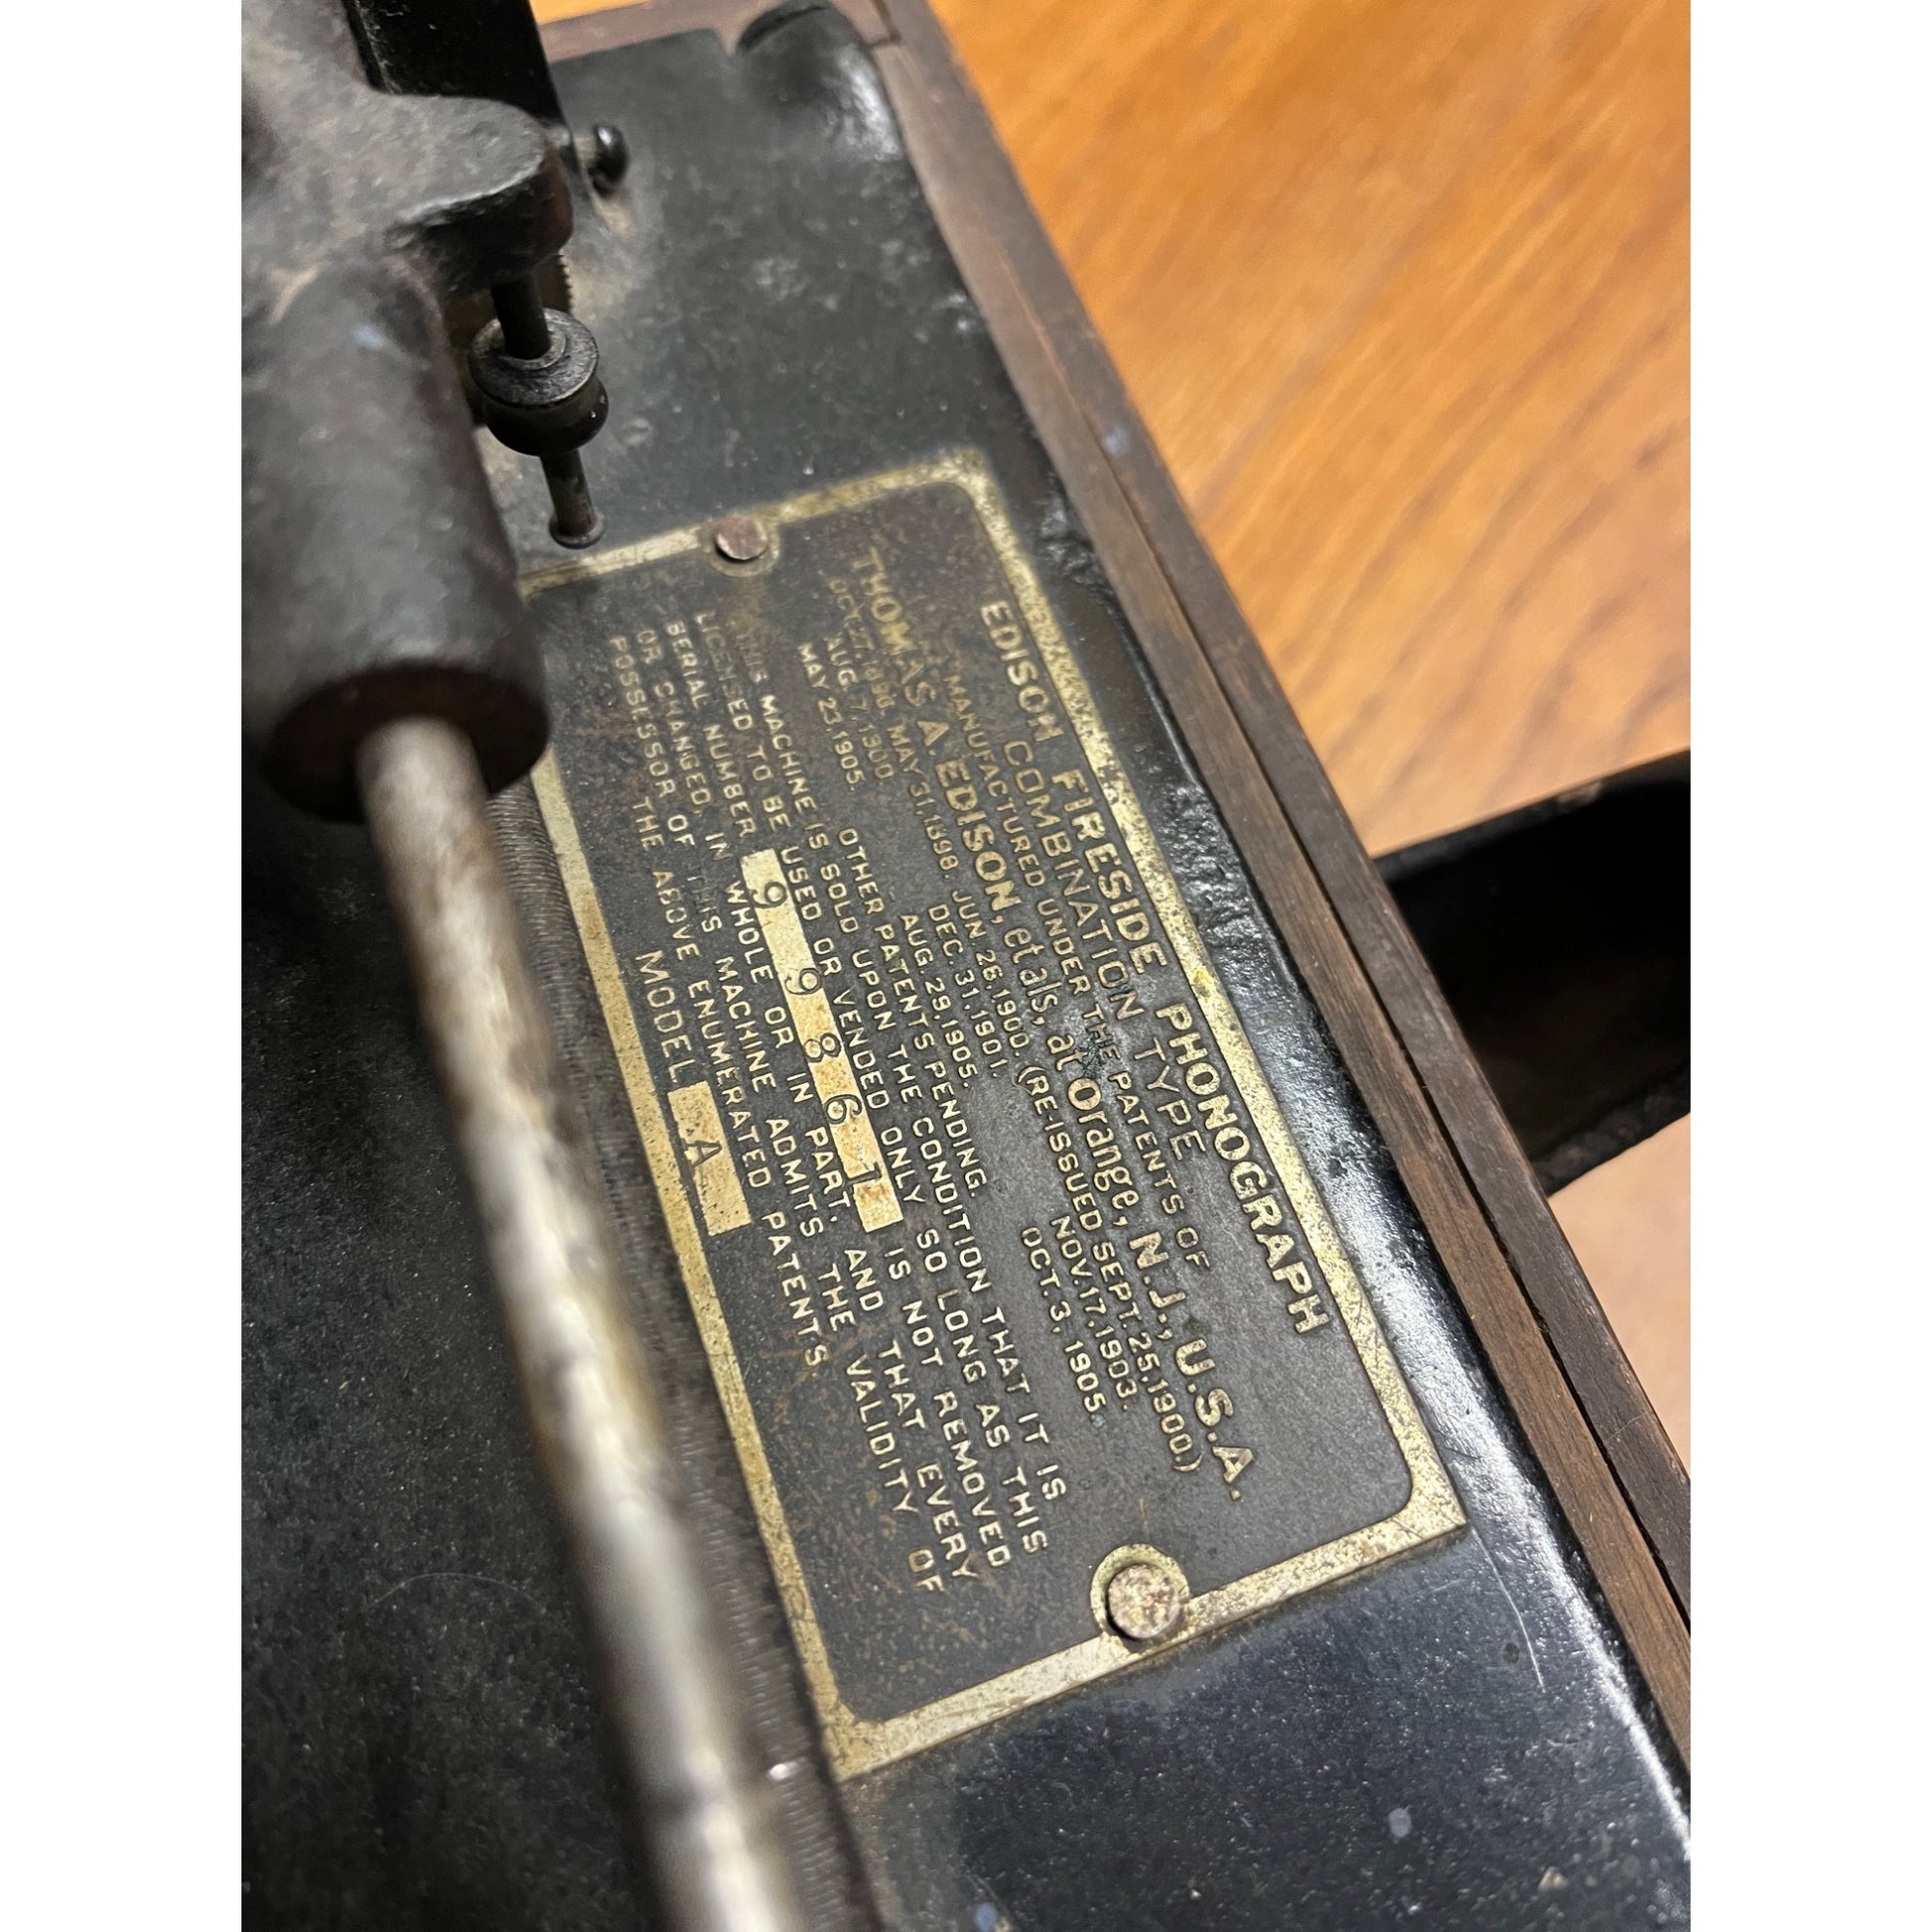 EDISON FIRESIDE PHONOGRAPH
COMBINATION TYPE
MANUFACTURED UNDER THE PATENTS OF
THOMAS A. EDISON, et als, at Orange, N.J., U.S.A.
OCT. 27, MAY 31, 1898. JUN. 26, 1900. (RE-ISSUED SEPT. 25, 1900.)
AUG. 7, 1900 DEC. 31, 1901. NOV. 17, 1903.
MAY 23, 1905. AUG. 29, 1905. OCT. 3, 1905.
OTHER PATENTS PENDING.
THIS MACHINE IS SOLD UPON THE CONDITION THAT IT IS
LICENSED TO BE USED OR VENDED ONLY SO LONG AS THIS
SERIAL NUMBER 99861 IS NOT REMOVED
OR CHANGED, IN WHOLE OR IN PART, AND THAT EVERY
POSSESSOR OF THIS MACHINE ADMITS THE VALIDITY OF
THE ABOVE ENUMERATED PATENTS.
MODEL A